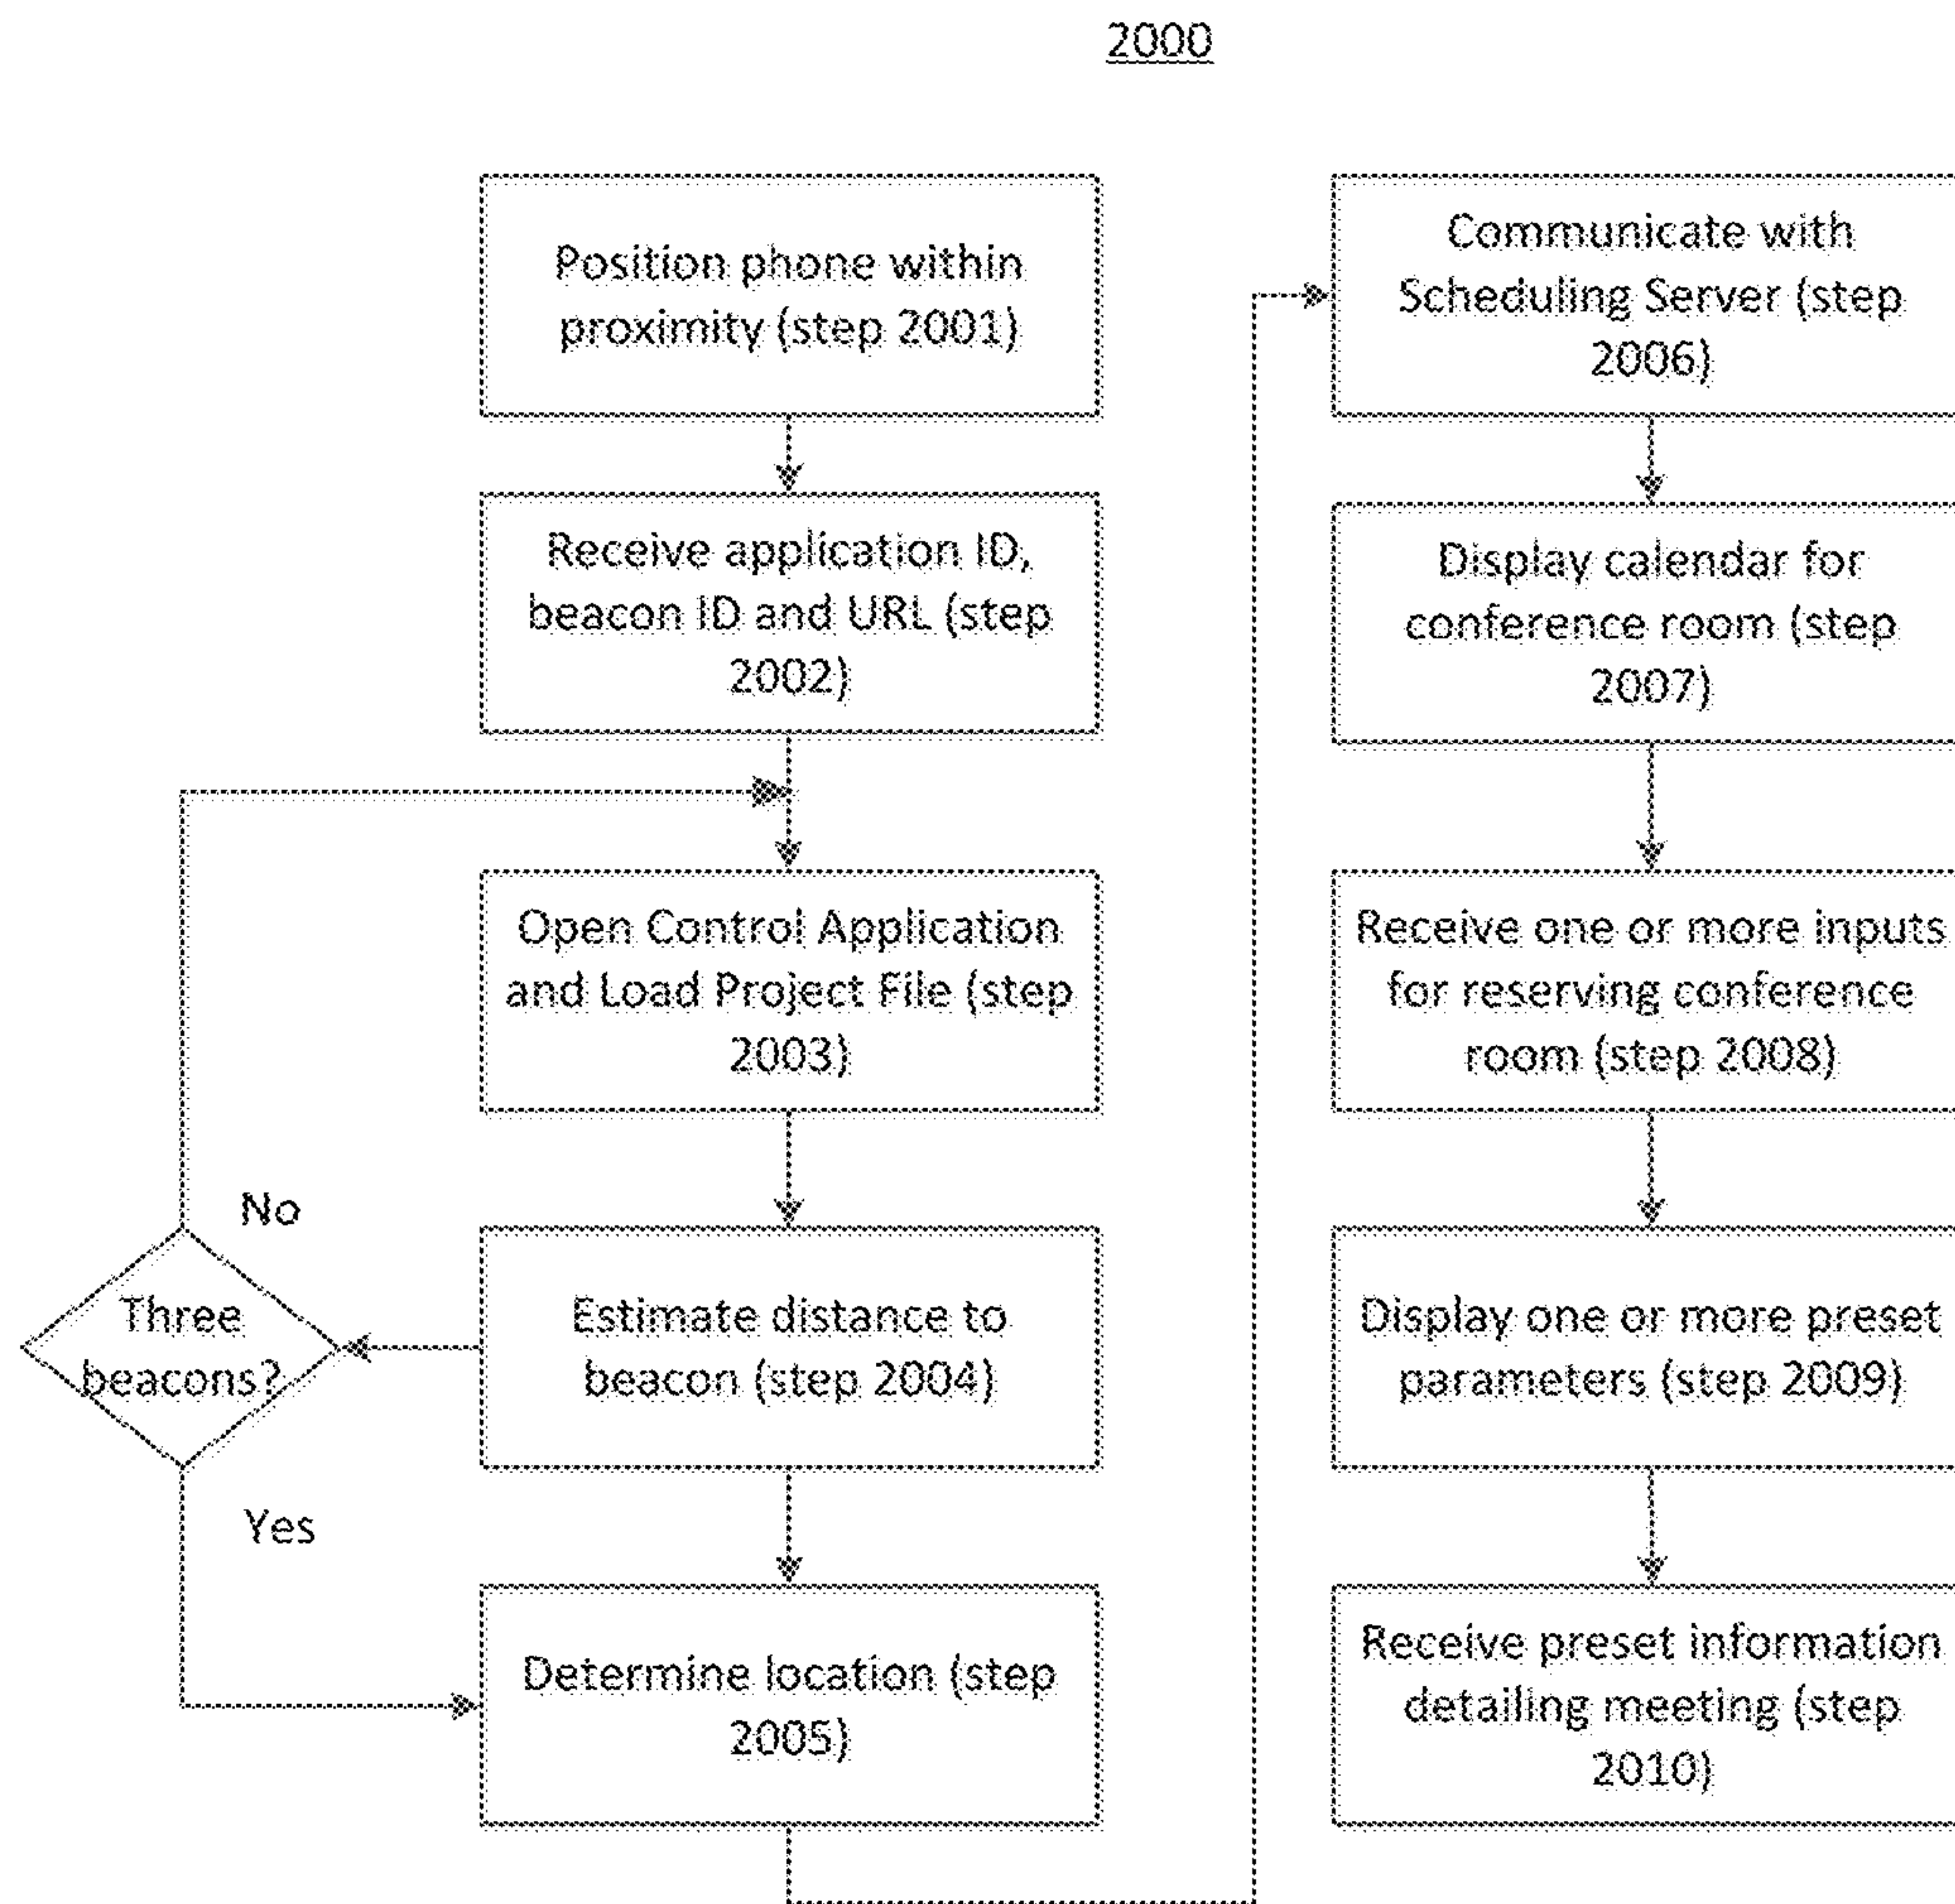 2000
Position phone within
proximity (step 2001)
Receive application ID,
beacon ID and URL (step
2002)
Open Control Application
and Load Project File (step
2003)
No
Three
beacons?
Estimate distance to
beacon (step 2004)
Yes
Determine location (step
2005)
Communicate with
Scheduling Server (step
2006)
Display calendar for
conference room (step
2007)
Receive one or more inputs
for reserving conference
room (step 2008)
Display one or more preset
parameters (step 2009)
Receive preset information
detailing meeting (step
2010)